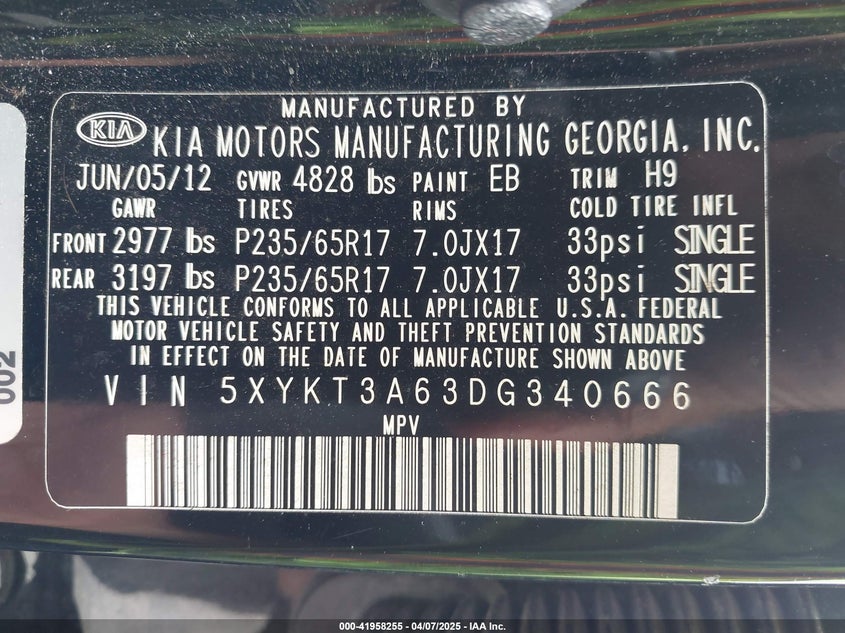 MANUFACTURED BY
KIA KIA MOTORS MANUFACTURING GEORGIA, INC.
JUN/05/12 GVWR 4828 lbs PAINT EB TRIM H9
GAWR TIRES RIMS COLD TIRE INFL
FRONT 2977 lbs P235/65R17 7.0JX17 33psi SINGLE
REAR 3197 lbs P235/65R17 7.0JX17 33psi SINGLE
THIS VEHICLE CONFORMS TO ALL APPLICABLE U.S.A. FEDERAL
MOTOR VEHICLE SAFETY AND THEFT PREVENTION STANDARDS
IN EFFECT ON THE DATE OF MANUFACTURE SHOWN ABOVE
VIN 5XYKT3A63DG340666
MPV
002
000-41958255 - 04/07/2025 - IAA Inc.